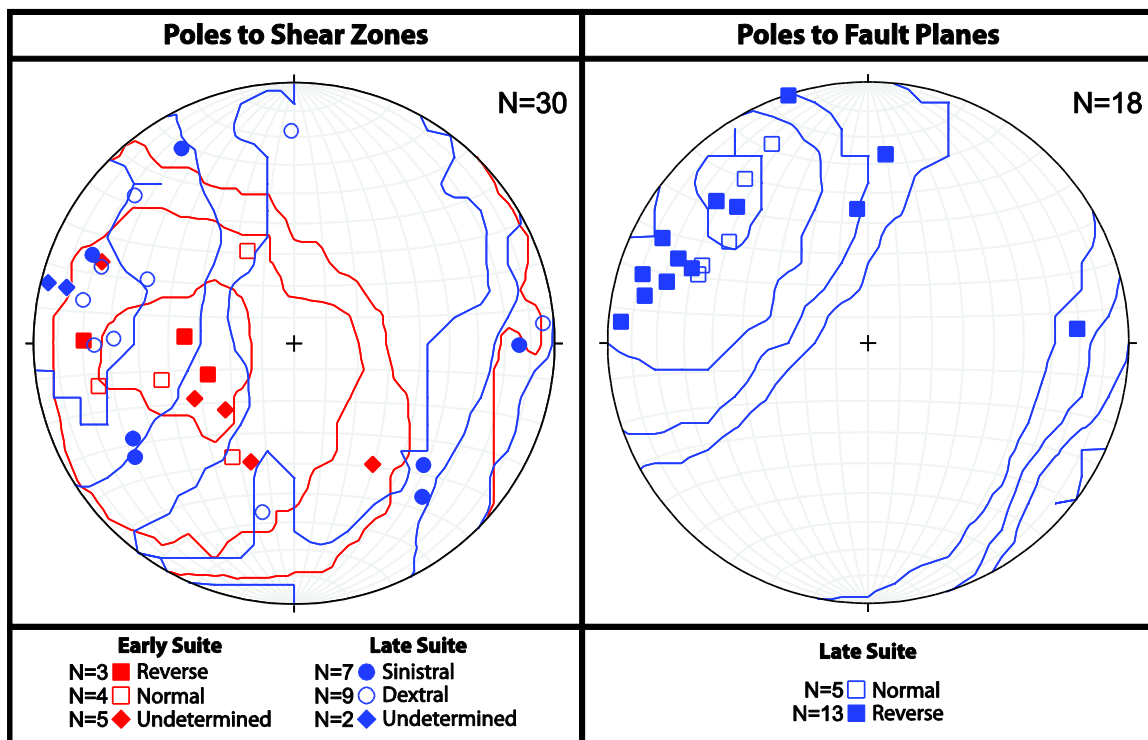 Poles to Shear Zones
Poles to Fault Planes
N=30
N=18
Early Suite
N=3 Reverse
N=4 Normal
N=5 Undetermined
Late Suite
N=7 Sinistral
N=9 Dextral
N=2 Undetermined
Late Suite
N=5 Normal
N=13 Reverse